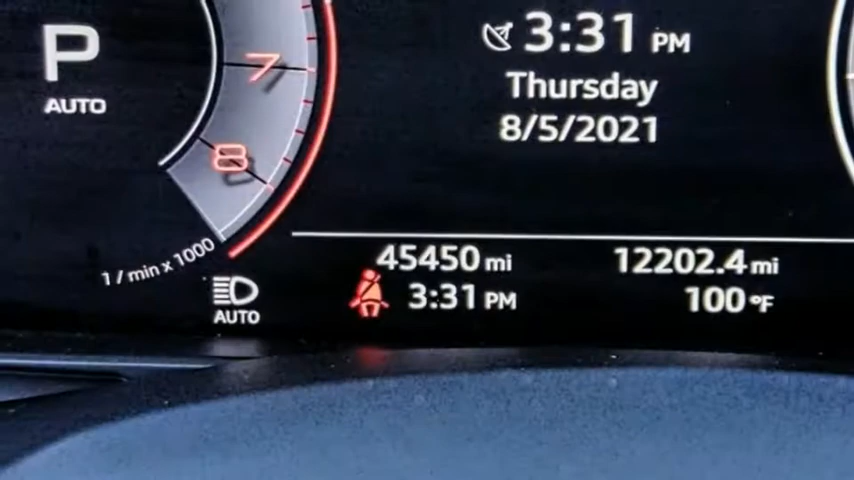 P
AUTO
7
8
1 / min x 1000
AUTO
3:31 PM
Thursday
8/5/2021
45450 mi
3:31 PM
12202.4 mi
100 °F